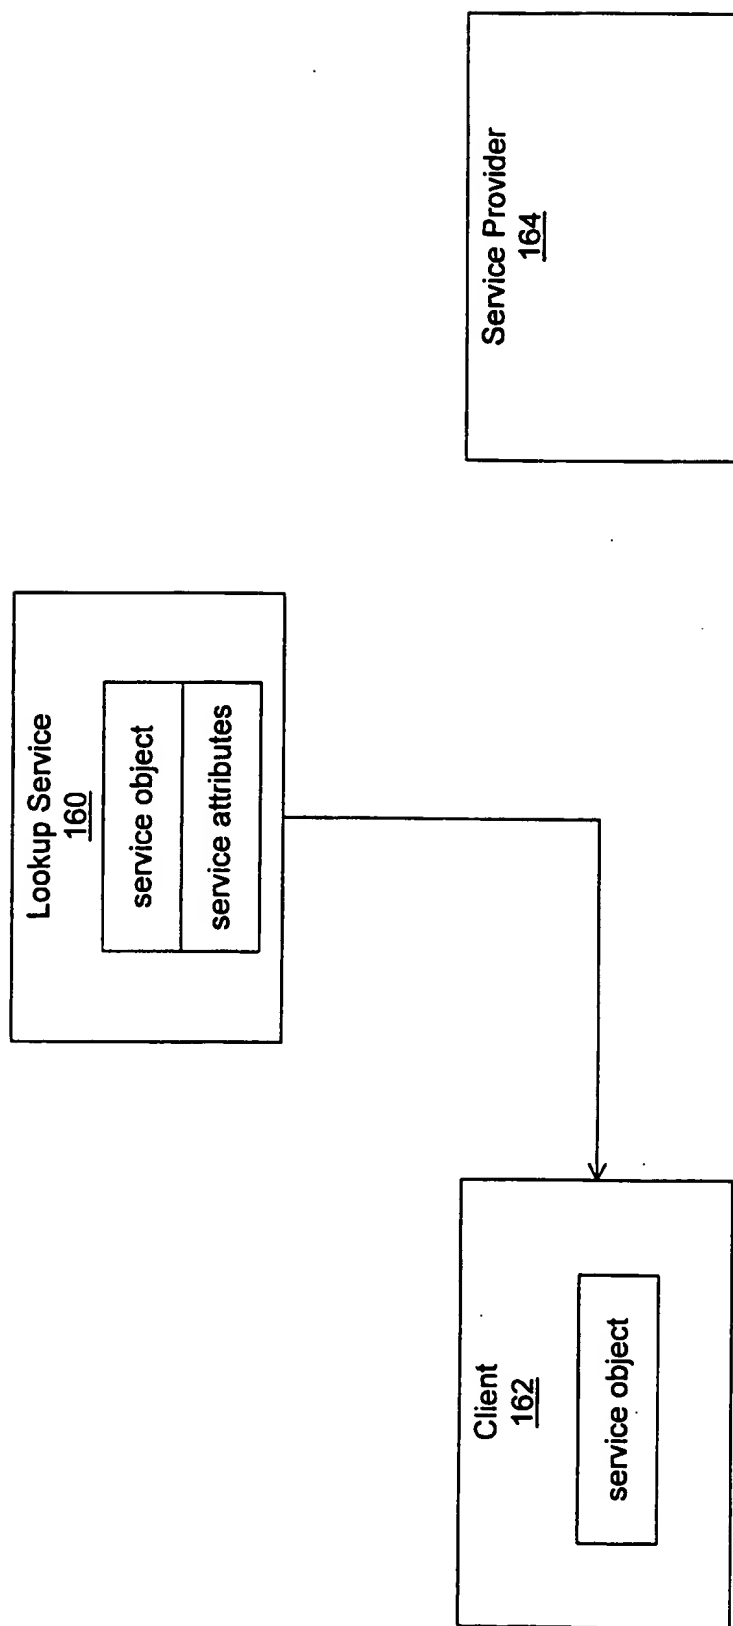 Lookup Service
160
service object
service attributes
Client
162
service object
Service Provider
164